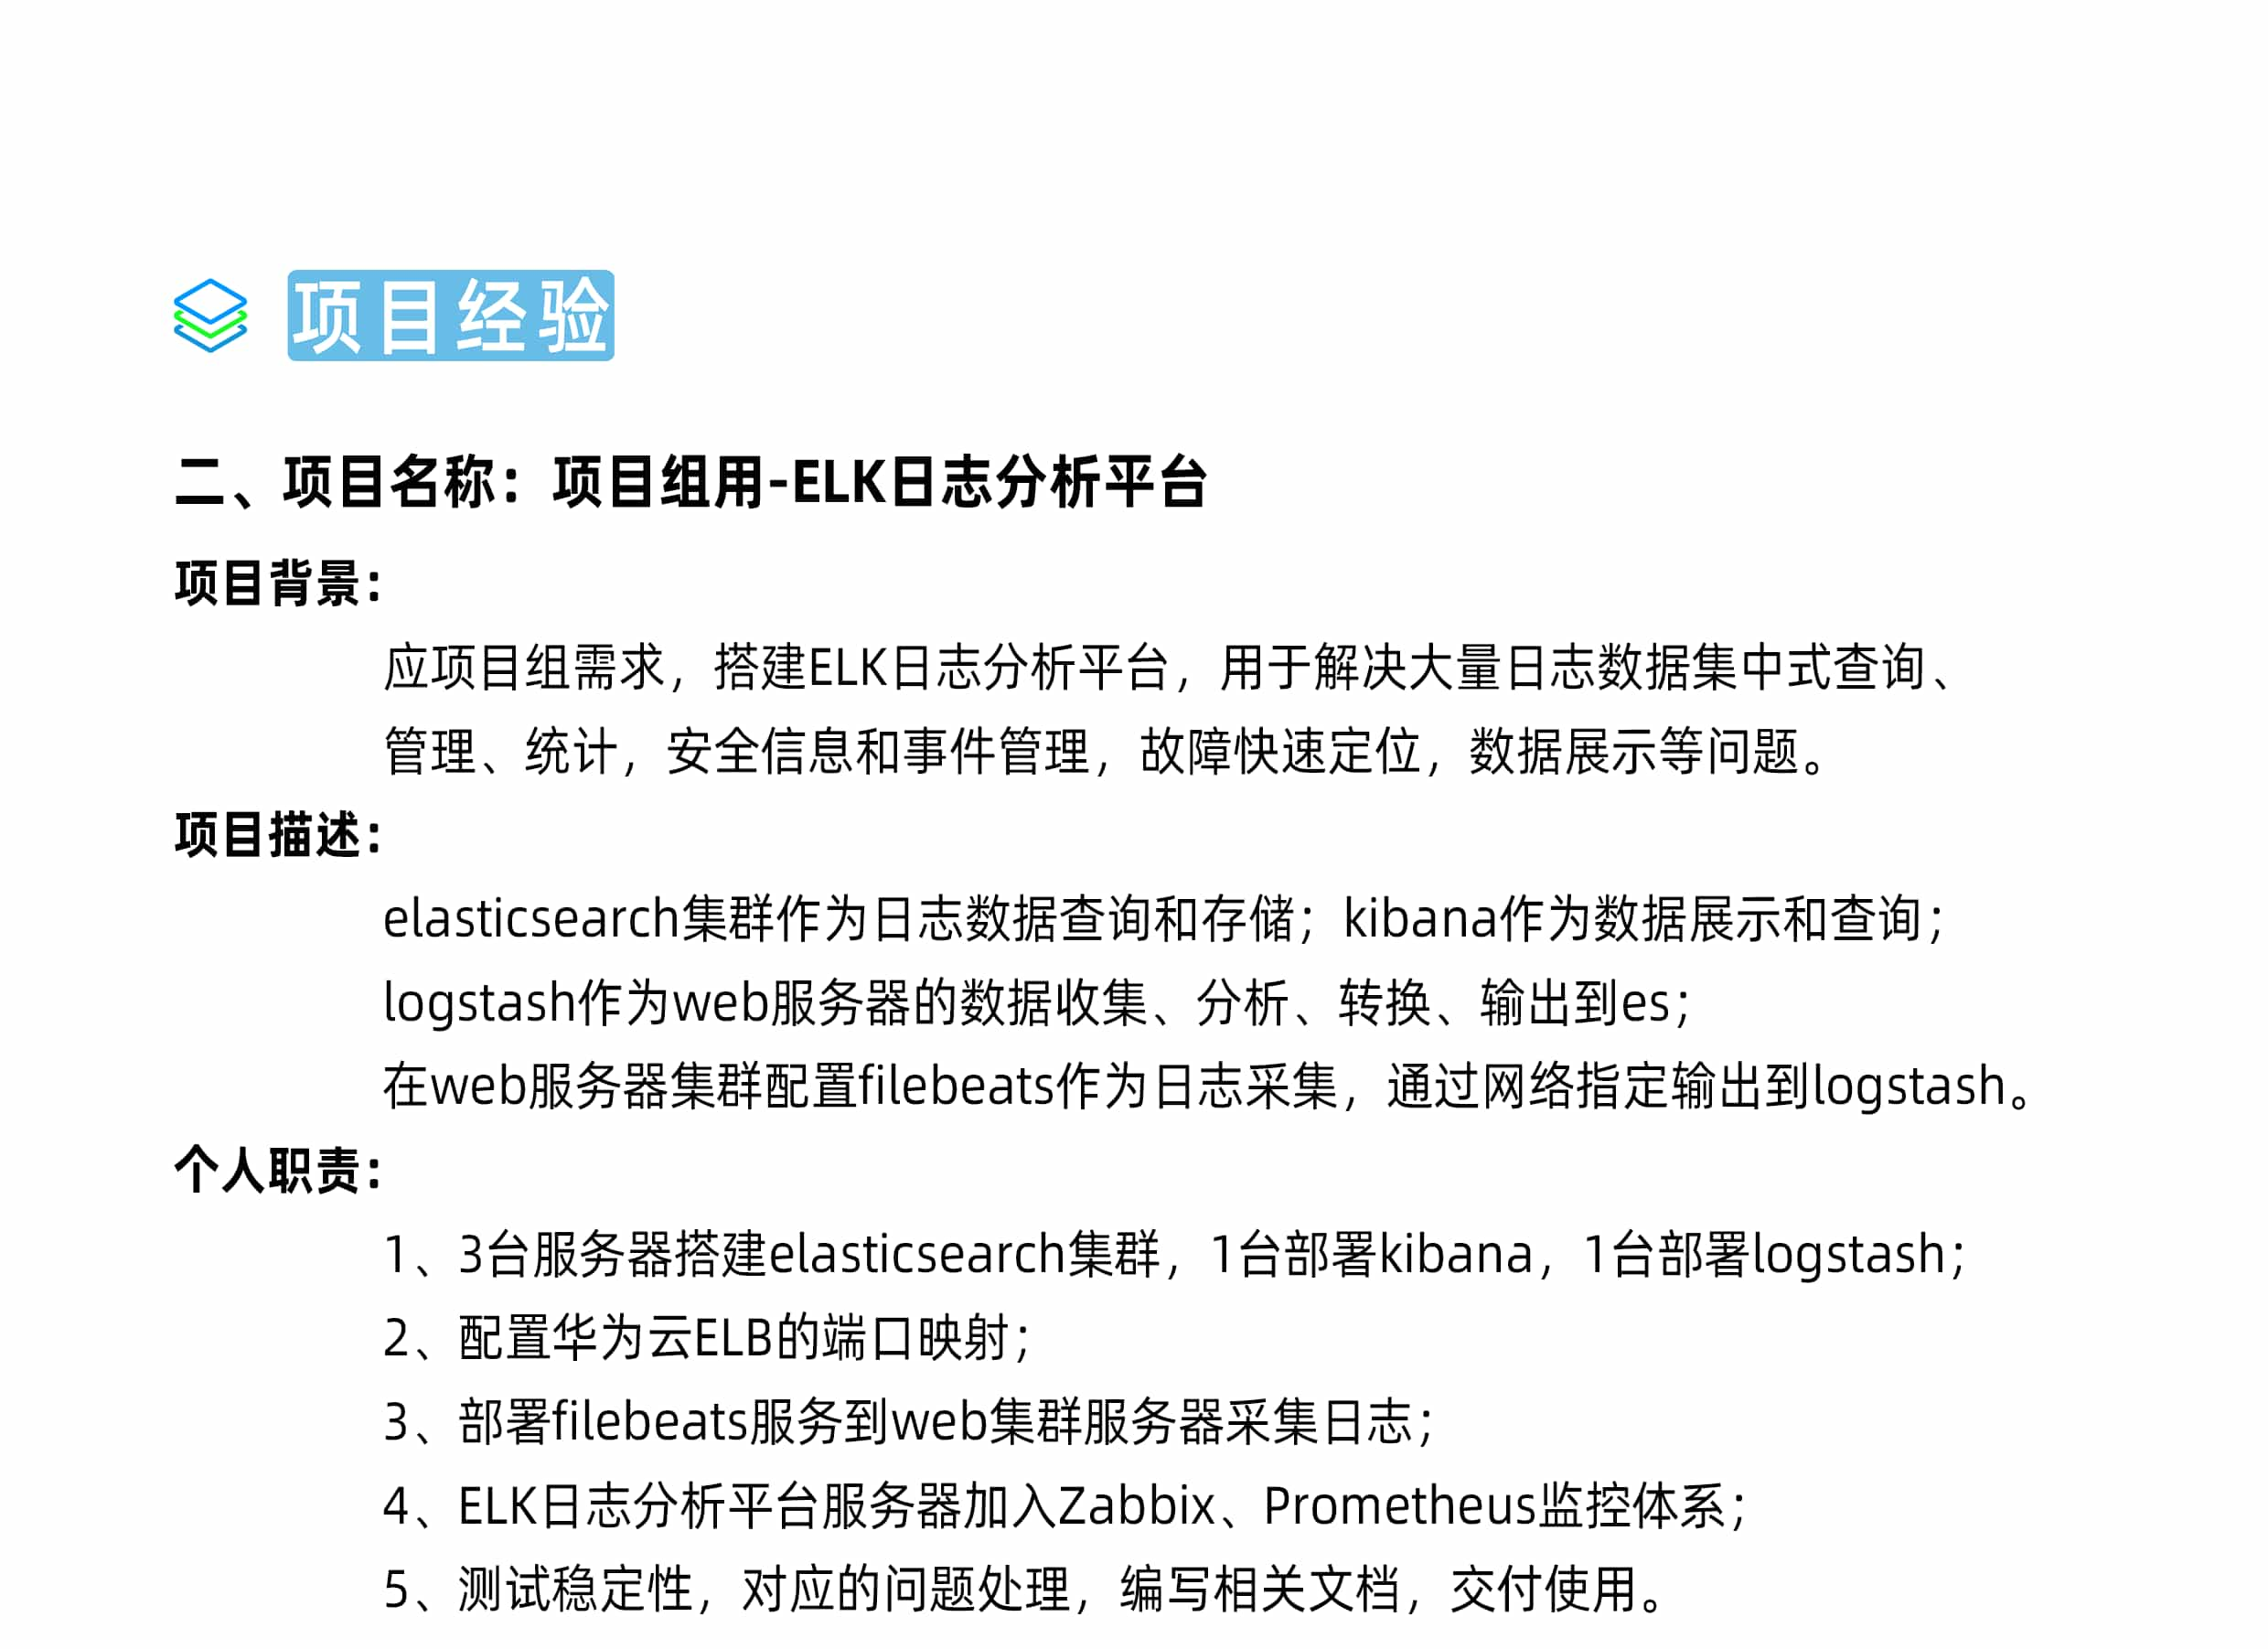 项目经验
二、项目名称：项目组用-ELK日志分析平台
项目背景：
应项目组需求，搭建ELK日志分析平台，用于解决大量日志数据集中式查询、
管理、统计，安全信息和事件管理，故障快速定位，数据展示等问题。
项目描述：
elasticsearch集群作为日志数据查询和存储；kibana作为数据展示和查询；
logstash作为web服务器的数据收集、分析、转换、输出到es；
在web服务器集群配置filebeats作为日志采集，通过网络指定输出到logstash。
个人职责：
1、3台服务器搭建elasticsearch集群，1台部署kibana，1台部署logstash；
2、配置华为云ELB的端口映射；
3、部署filebeats服务到web集群服务器采集日志；
4、ELK日志分析平台服务器加入Zabbix、Prometheus监控体系；
5、测试稳定性，对应的问题处理，编写相关文档，交付使用。